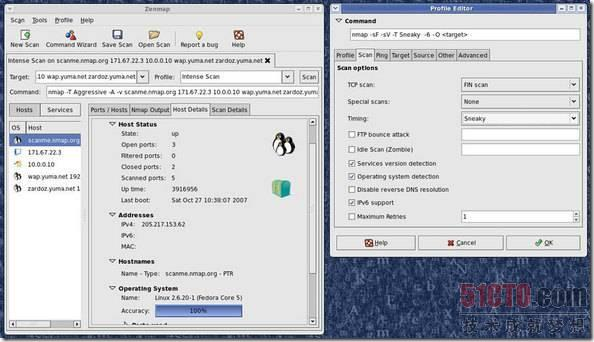 Zenmap
Scan Tools Profile Help
New Scan Command Wizard Save Scan Open Scan Report a bug Help
Intense Scan on scanme.nmap.org 171.67.22.3 10.0.0.10 wap.yuma.net zardoz.yuma.net
Target: .10 wap.yuma.net zardoz.yuma.net Profile: Intense Scan Scan
Command: nmap -T Aggressive -A -v scanme.nmap.org 171.67.22.3 10.0.0.10 wap.yuma
Hosts Services
Ports / Hosts Nmap Output Host Details Scan Details
OS Host
scanme.nmap.org
171.67.22.3
10.0.0.10
wap.yuma.net 192
zardoz.yuma.net 1
Host Status
State: up
Open ports: 3
Filtered ports: 0
Closed ports: 2
Scanned ports: 5
Up time: 3916956
Last boot: Sat Oct 27 10:38:07 2007
Addresses
IPv4: 205.217.153.62
IPv6:
MAC:
Hostnames
Name - Type: scanme.nmap.org - PTR
Operating System
Name: Linux 2.6.20-1 (Fedora Core 5)
Accuracy: 100%
Profile Editor
Command
nmap -sF -sV -T Sneaky -6 -O <target>
Profile Scan Ping Target Source Other Advanced
Scan options
TCP scan: FIN scan
Special scans: None
Timing: Sneaky
FTP bounce attack
Idle Scan (Zombie)
Services version detection
Operating system detection
Disable reverse DNS resolution
IPv6 support
Maximum Retries 1
Help Cancel OK
51CTO.com
技术成就梦想